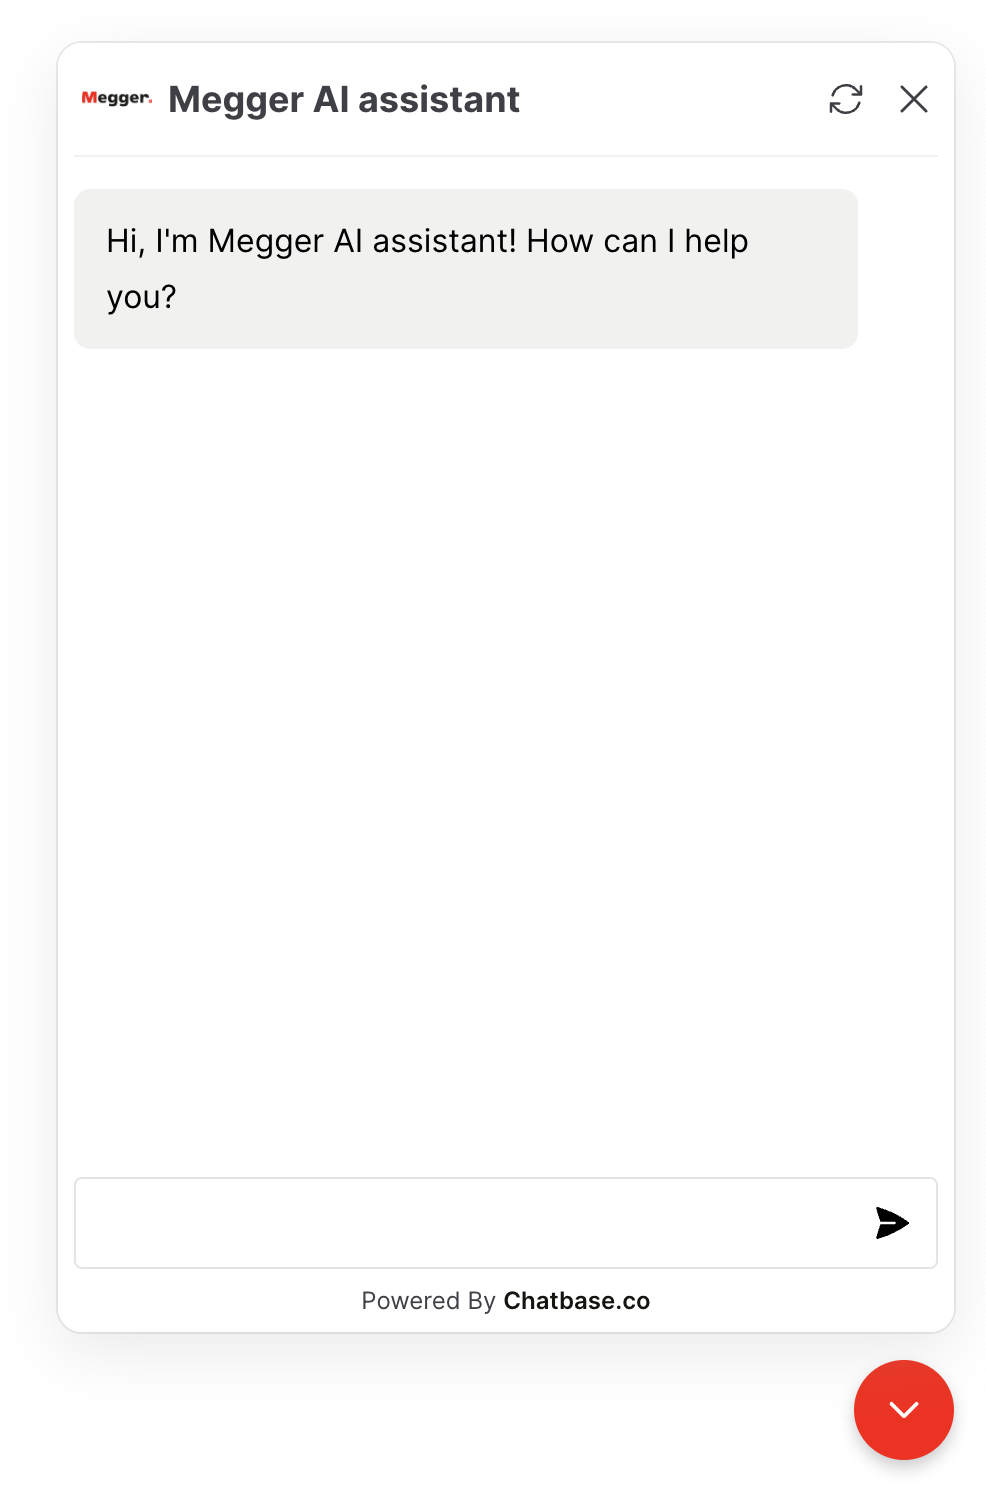 Megger. Megger AI assistant
Hi, I'm Megger AI assistant! How can I help
you?
Powered By Chatbase.co